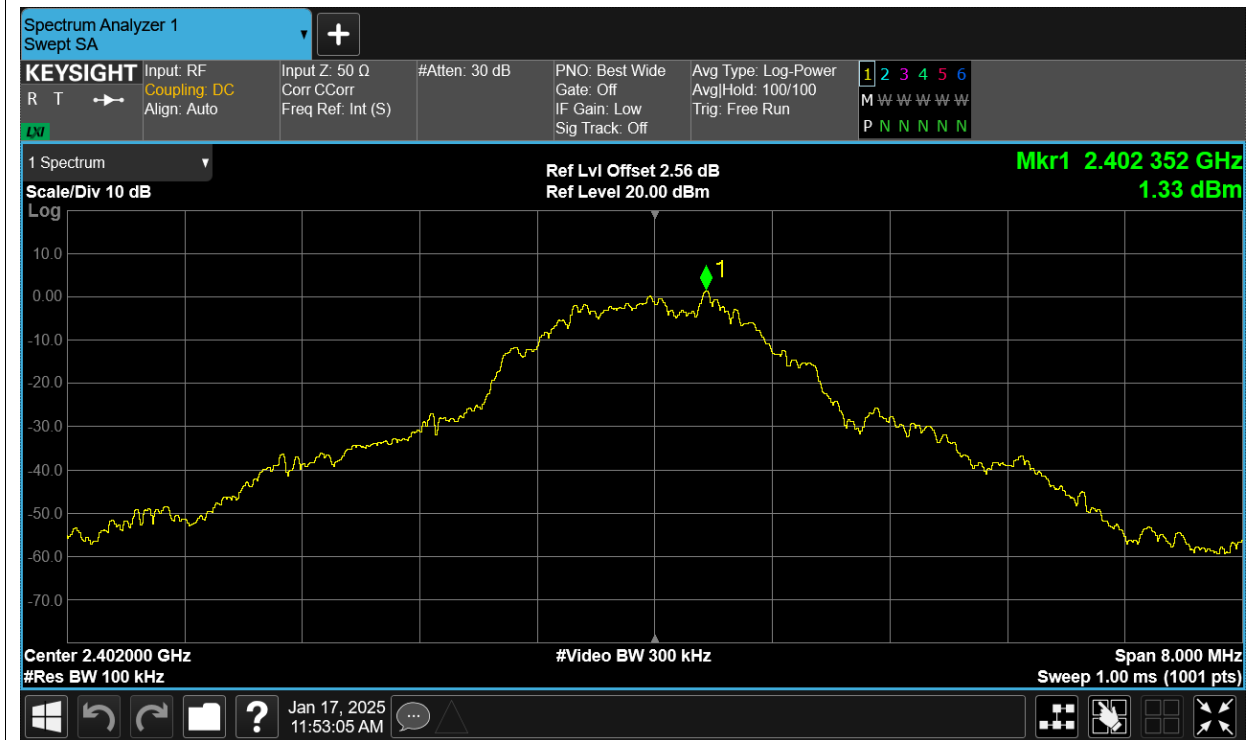 Spectrum Analyzer 1
Swept SA
KEYSIGHT
R T
LXI
Input: RF
Coupling: DC
Align: Auto
Input Z: 50 Ω
Corr CCorr
Freq Ref: Int (S)
#Atten: 30 dB
PNO: Best Wide
Gate: Off
IF Gain: Low
Sig Track: Off
Avg Type: Log-Power
Avg|Hold: 100/100
Trig: Free Run
1 2 3 4 5 6
M W W W W W
P N N N N N
1 Spectrum
Scale/Div 10 dB
Log
Ref Lvl Offset 2.56 dB
Ref Level 20.00 dBm
Mkr1 2.402 352 GHz
1.33 dBm
1
10.0
0.00
-10.0
-20.0
-30.0
-40.0
-50.0
-60.0
-70.0
Center 2.402000 GHz
#Res BW 100 kHz
#Video BW 300 kHz
Span 8.000 MHz
Sweep 1.00 ms (1001 pts)
?
Jan 17, 2025
11:53:05 AM